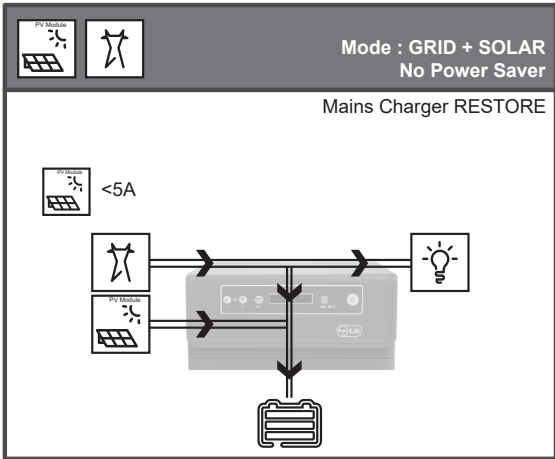 PV Module
Mode : GRID + SOLAR
No Power Saver
Mains Charger RESTORE
PV Module
<5A
PV Module